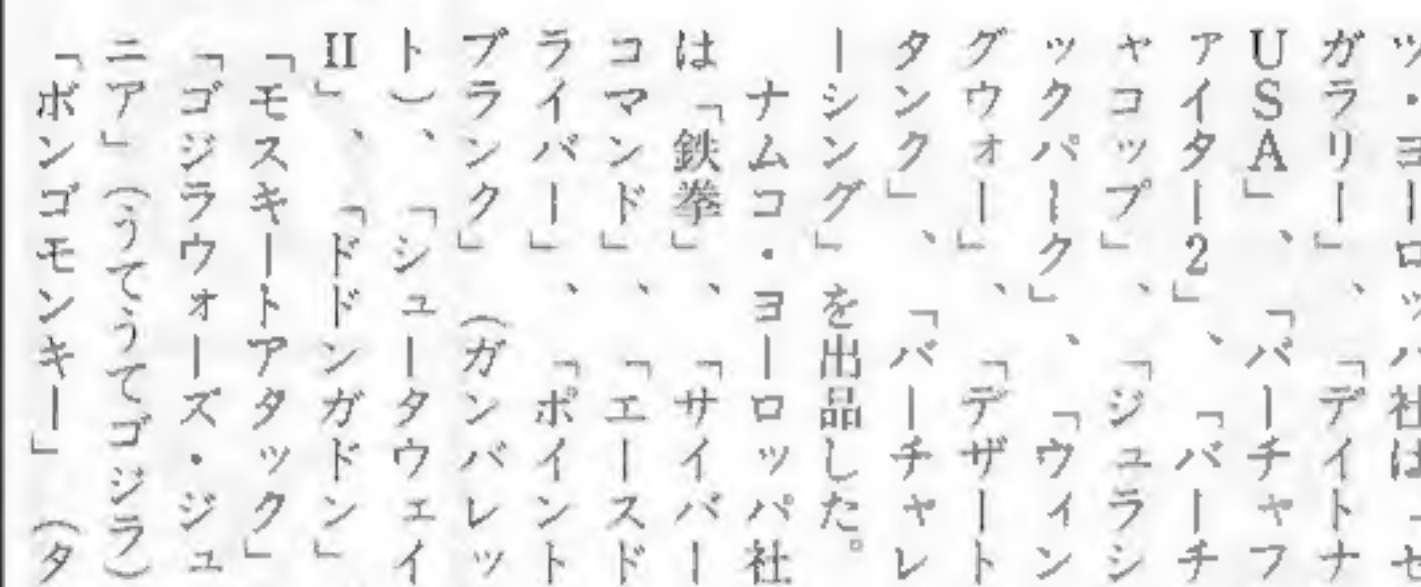 ツ・ヨーロッパ社は「セ
ガラリー」、「デイトナ
USA」、「バーチャフ
ァイター2」、「バーチ
ャコップ」、「ジュラシ
ックパーク」、「ウィン
グウォー」、「デザート
タンク」、「バーチャレ
ーシング」を出品した。
ナムコ・ヨーロッパ社
は「鉄拳」、「サイバー
コマンド」、「エースド
ライバー」、「ポイント
ブランク」（ガンバレッ
ト）、「シュータウェイ
II」、「ドドンガドン」
「モスキートアタック」
「ゴジラウォーズ・ジュ
ニア」（うてうてゴジラ）
「ボンゴモンキー」（タ